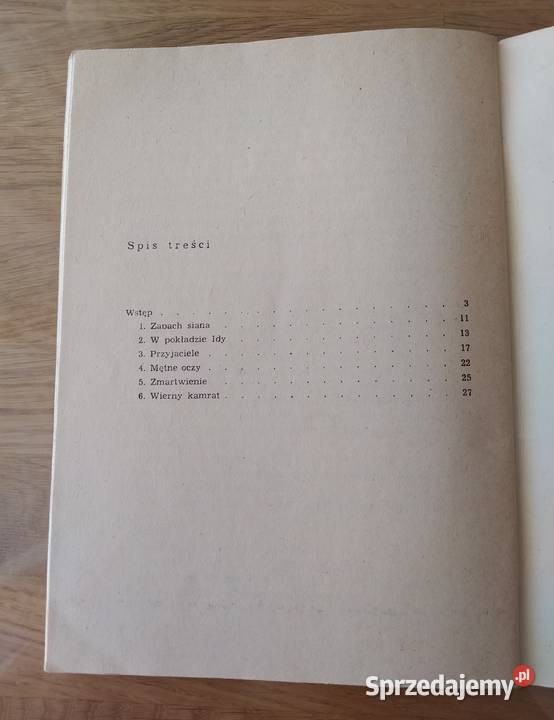 Spis treści
Wstęp . . . . . . . . . . . . . . . . 3
1. Zapach siana . . . . . . . . . . . . 11
2. W pokładzie Idy . . . . . . . . . . . 13
3. Przyjaciele . . . . . . . . . . . . 17
4. Mętne oczy . . . . . . . . . . . . 22
5. Zmartwienie . . . . . . . . . . . . 25
6. Wierny kamrat . . . . . . . . . . . 27
Sprzedajemy.pl